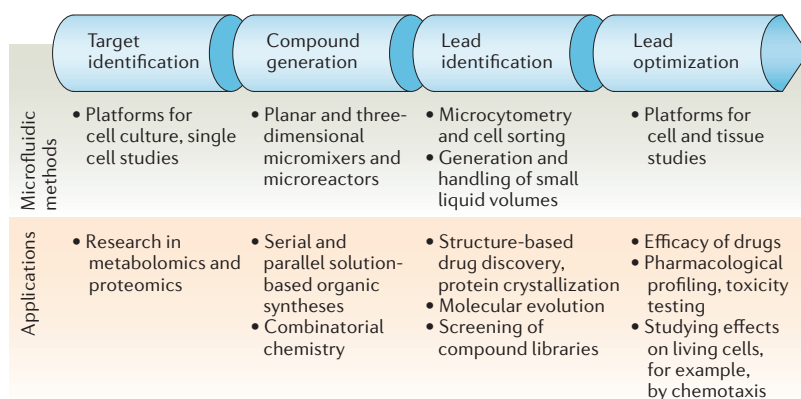 Target
identification
Compound
generation
Lead
identification
Lead
optimization
Microfluidic
methods
• Platforms for
cell culture, single
cell studies
• Planar and three-
dimensional
micromixers and
microreactors
• Microcytometry
and cell sorting
• Generation and
handling of small
liquid volumes
• Platforms for
cell and tissue
studies
Applications
• Research in
metabolomics and
proteomics
• Serial and
parallel solution-
based organic
syntheses
• Combinatorial
chemistry
• Structure-based
drug discovery,
protein crystallization
• Molecular evolution
• Screening of
compound libraries
• Efficacy of drugs
• Pharmacological
profiling, toxicity
testing
• Studying effects
on living cells,
for example,
by chemotaxis